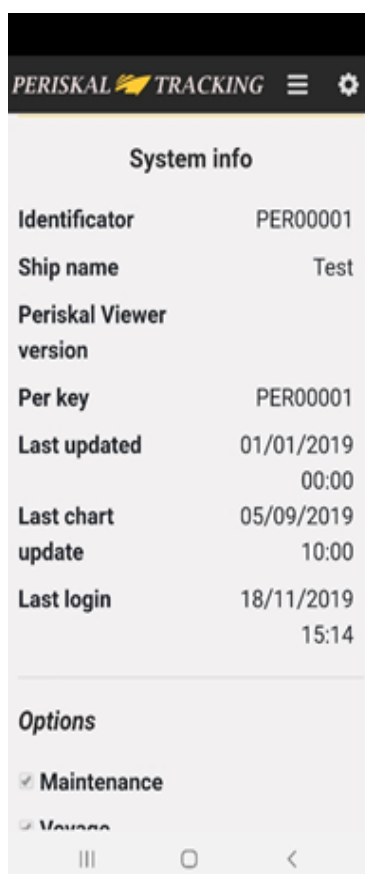 PERISKAL TRACKING
System info
Identificator PER00001
Ship name Test
Periskal Viewer
version
Per key PER00001
Last updated 01/01/2019
00:00
Last chart 05/09/2019
update 10:00
Last login 18/11/2019
15:14
Options
Maintenance
Voyage